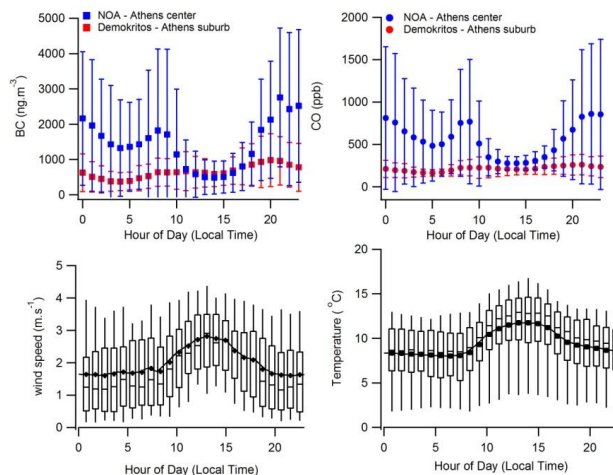 NOA - Athens center
Demokritos - Athens suburb
5000
4000
3000
2000
1000
0
BC (ng.m-3)
0 5 10 15 20
Hour of Day (Local Time)
NOA - Athens center
Demokritos - Athens suburb
2000
1500
1000
500
0
CO (ppb)
0 5 10 15 20
Hour of Day (Local Time)
5
4
3
2
1
0
wind speed (m.s-1)
0 5 10 15 20
Hour of Day (Local Time)
20
15
10
5
0
Temperature (°C)
0 5 10 15 20
Hour of Day (Local Time)